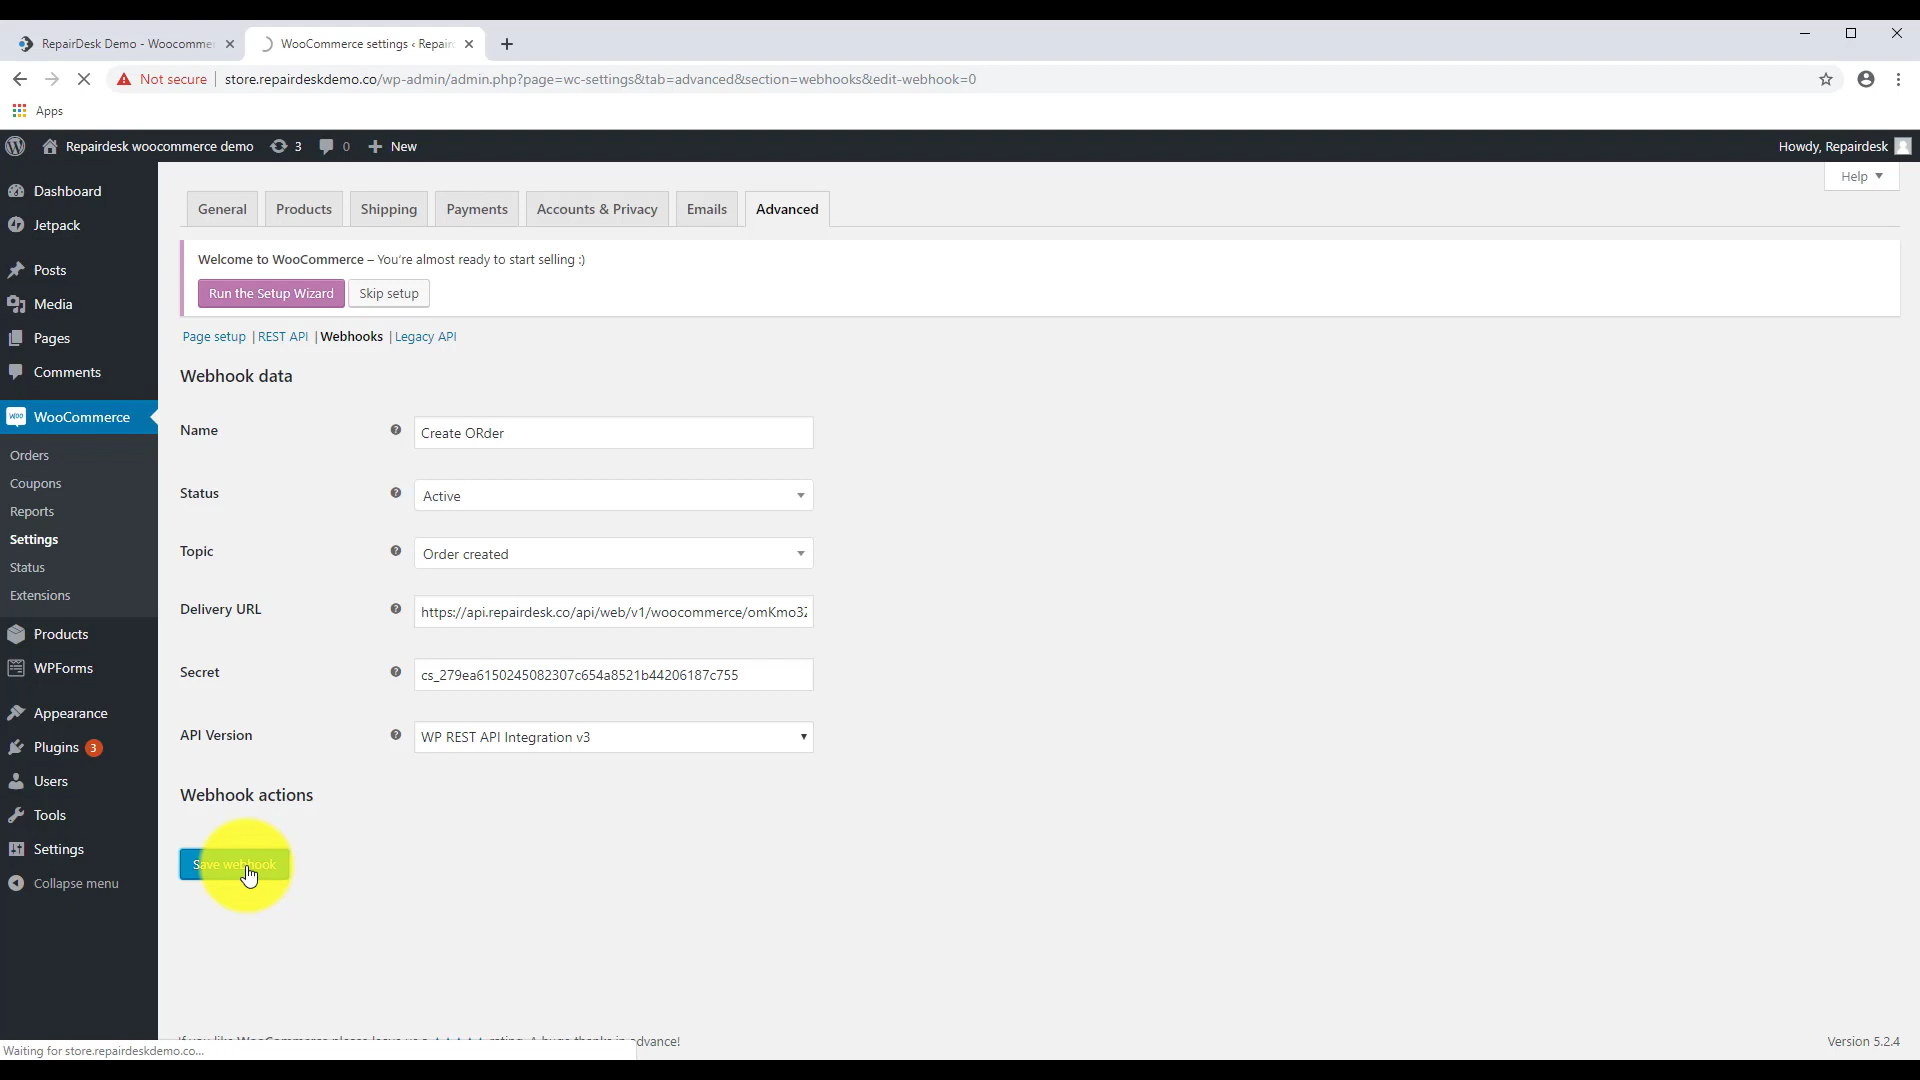 RepairDesk Demo - Woocomme
WooCommerce settings ‹ Repair
Not secure
store.repairdeskdemo.co/wp-admin/admin.php?page=wc-settings&tab=advanced&section=webhooks&edit-webhook=0
Apps
Repairdesk woocommerce demo
3
0
New
Howdy, Repairdesk
Help
Dashboard
Jetpack
Posts
Media
Pages
Comments
WooCommerce
Orders
Coupons
Reports
Settings
Status
Extensions
Products
WPForms
Appearance
Plugins 3
Users
Tools
Settings
Collapse menu
General
Products
Shipping
Payments
Accounts & Privacy
Emails
Advanced
Welcome to WooCommerce – You're almost ready to start selling :)
Run the Setup Wizard
Skip setup
Page setup | REST API | Webhooks | Legacy API
Webhook data
Name
Create ORder
Status
Active
Topic
Order created
Delivery URL
https://api.repairdesk.co/api/web/v1/woocommerce/omKmo3Z
Secret
cs_279ea6150245082307c654a8521b44206187c755
API Version
WP REST API Integration v3
Webhook actions
Save webhook
advance!
Version 5.2.4
Waiting for store.repairdeskdemo.co...